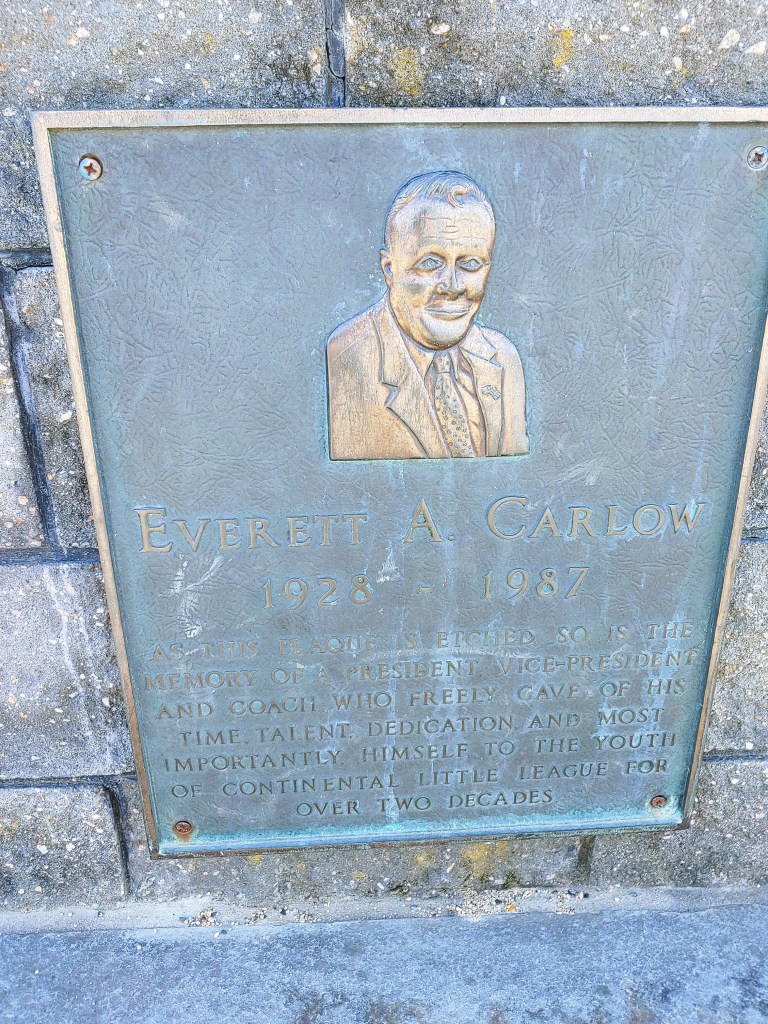 EVERETT A. CARLOW
1928 - 1987
AS THIS PLAQUE IS ETCHED, SO IS THE
MEMORY OF A PRESIDENT, VICE-PRESIDENT
AND COACH WHO FREELY GAVE OF HIS
TIME, TALENT, DEDICATION, AND MOST
IMPORTANTLY, HIMSELF, TO THE YOUTH
OF CONTINENTAL LITTLE LEAGUE FOR
OVER TWO DECADES